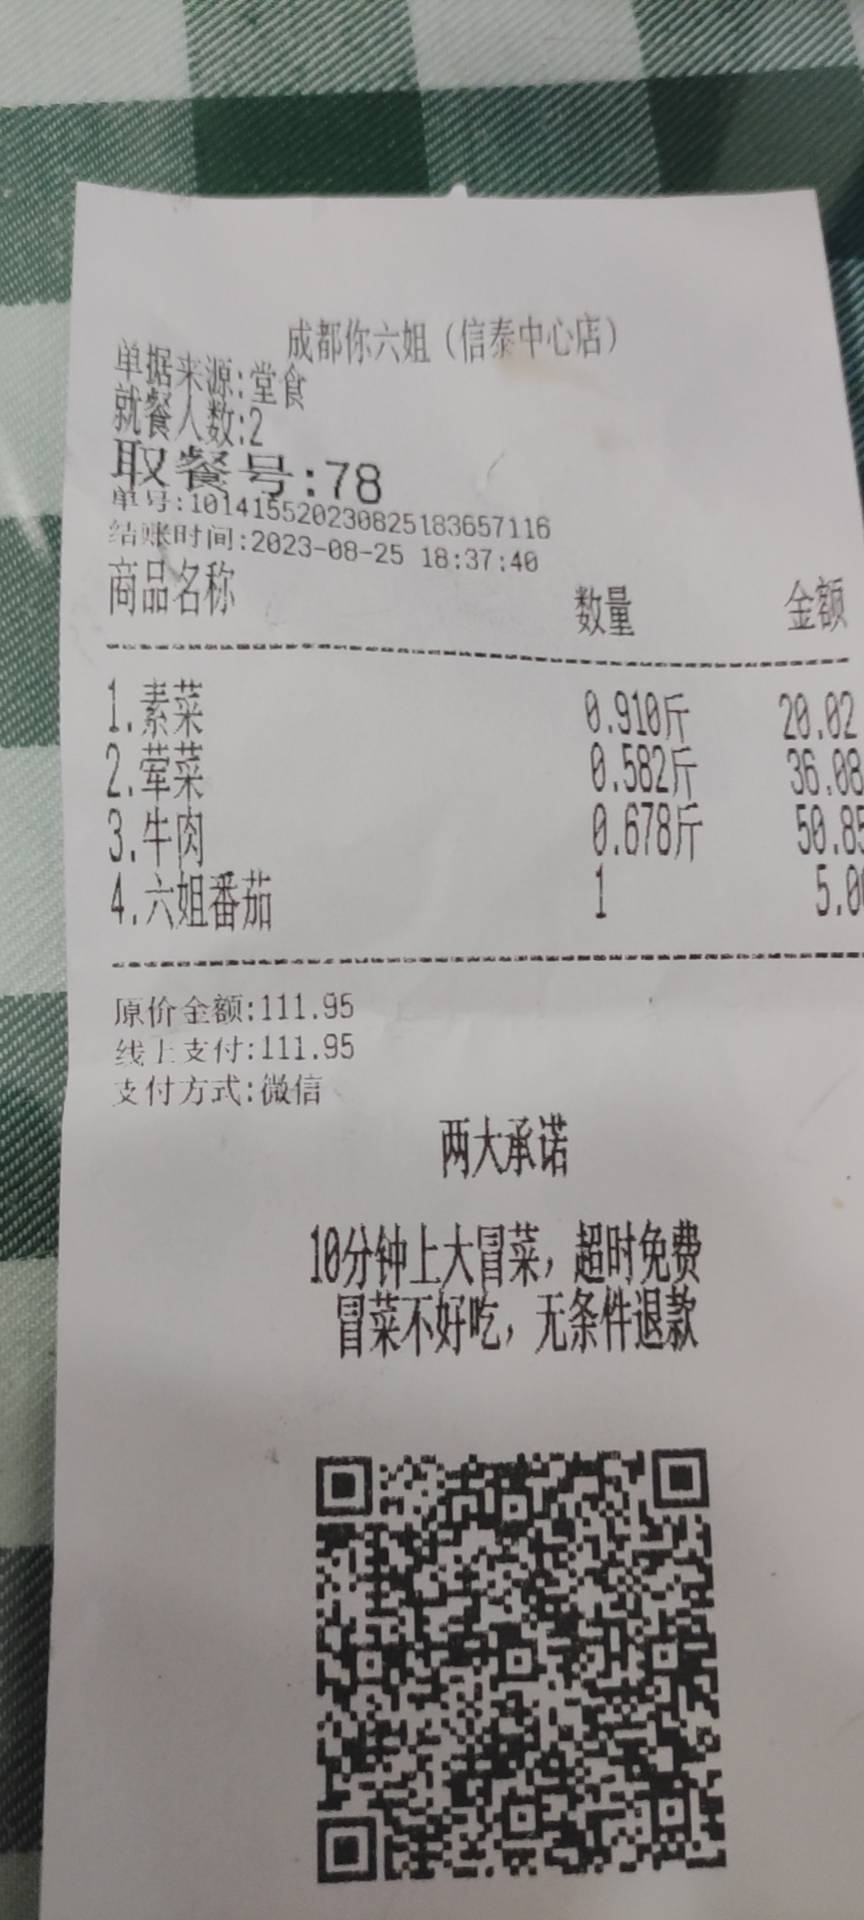 成都你六姐（信泰中心店）
单据来源:堂食
就餐人数:2
取餐号:78
单号:101415520230825183657116
结账时间:2023-08-25 18:37:40
商品名称 数量 金额
1.素菜 0.910斤 20.02
2.荤菜 0.582斤 36.08
3.牛肉 0.678斤 50.85
4.六姐番茄 1 5.00
原价金额:111.95
线上支付:111.95
支付方式:微信
两大承诺
10分钟上大冒菜，超时免费
冒菜不好吃，无条件退款